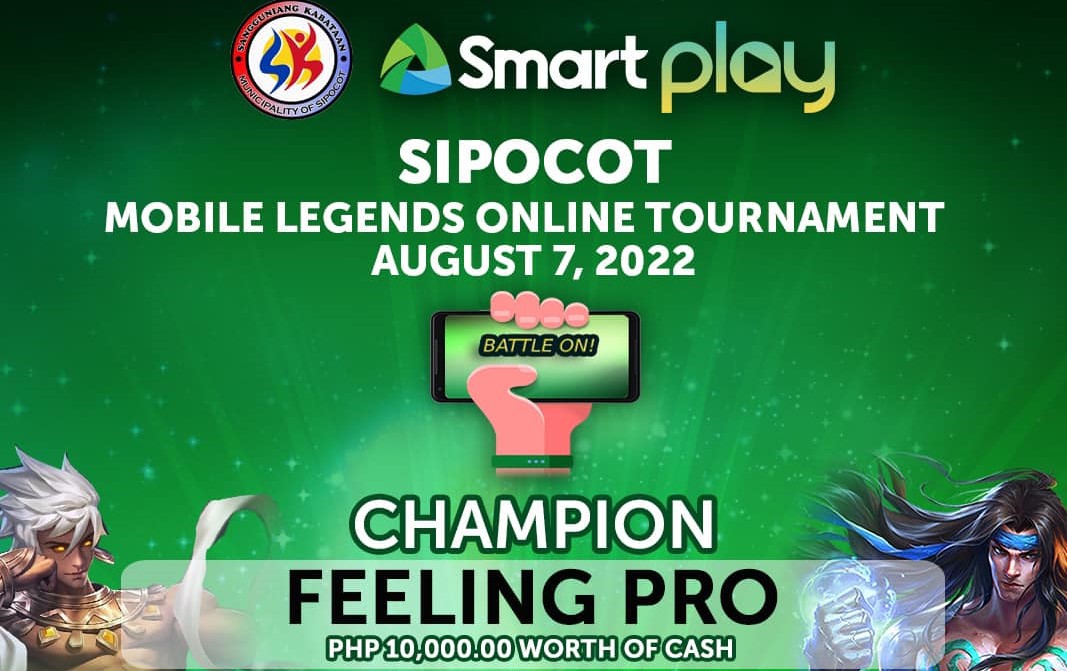 SANGGUNIANG KABATAAN
MUNICIPALITY OF SIPOCOT
SK
Smart play
SIPOCOT
MOBILE LEGENDS ONLINE TOURNAMENT
AUGUST 7, 2022
BATTLE ON!
CHAMPION
FEELING PRO
PHP 10,000.00 WORTH OF CASH